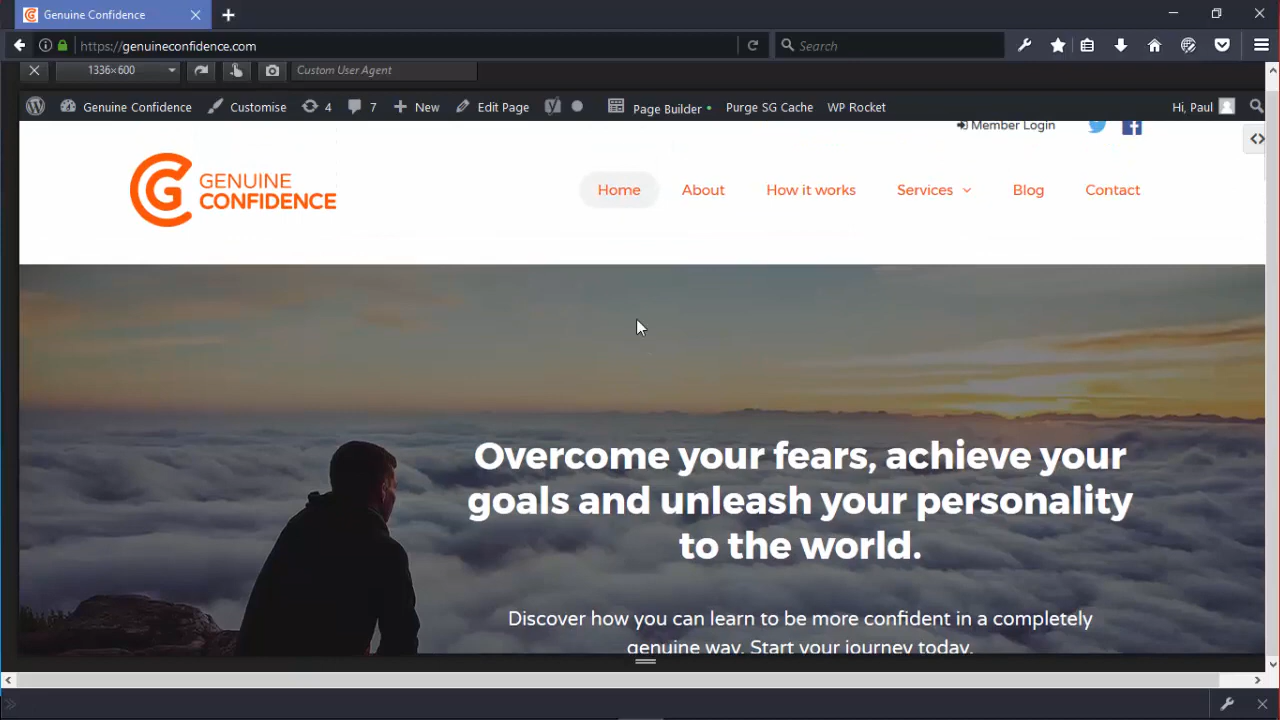 Genuine Confidence
https://genuineconfidence.com
Search
1336×600
Custom User Agent
Genuine Confidence
Customise
4
7
New
Edit Page
Page Builder
Purge SG Cache
WP Rocket
Hi, Paul
Member Login
GENUINE
CONFIDENCE
Home
About
How it works
Services
Blog
Contact
Overcome your fears, achieve your
goals and unleash your personality
to the world.
Discover how you can learn to be more confident in a completely
genuine way. Start your journey today.